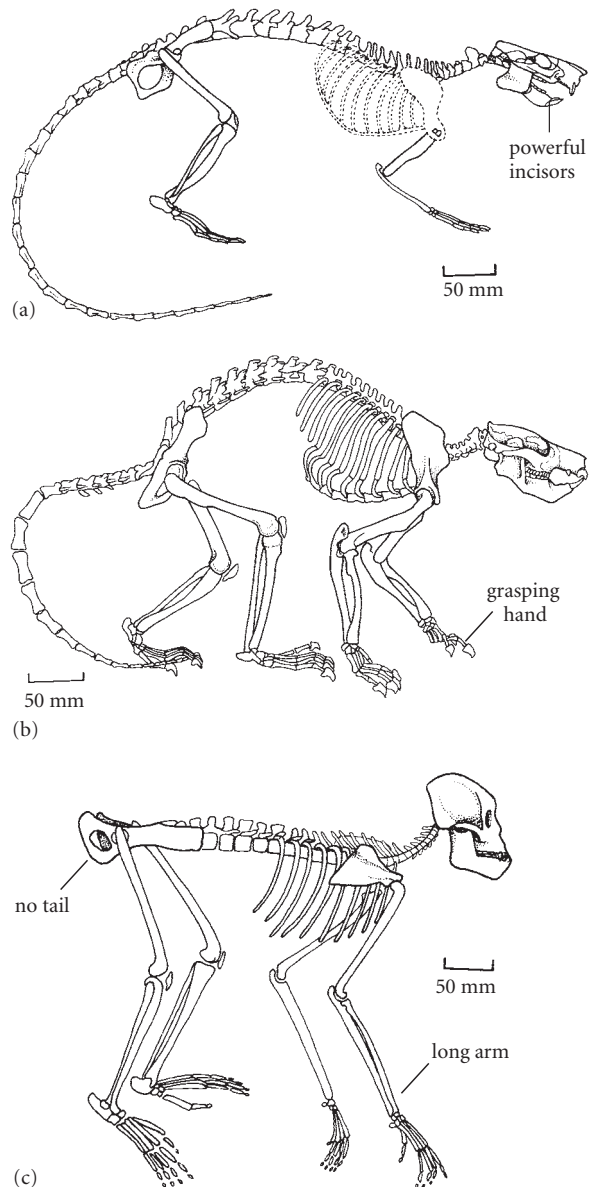 powerful
incisors
50 mm
(a)
grasping
hand
50 mm
(b)
no tail
50 mm
long arm
(c)